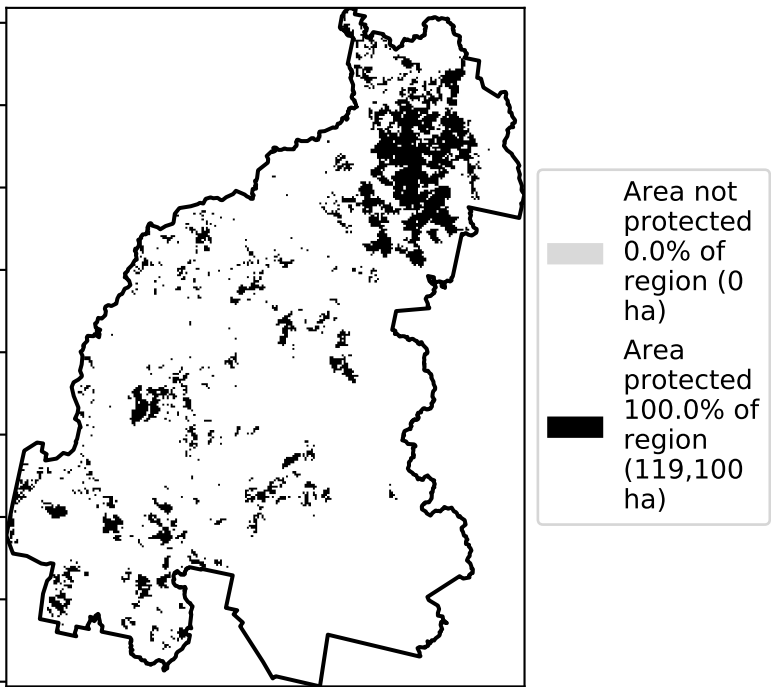 Area not
protected
0.0% of
region (0
ha)
Area
protected
100.0% of
region
(119,100
ha)